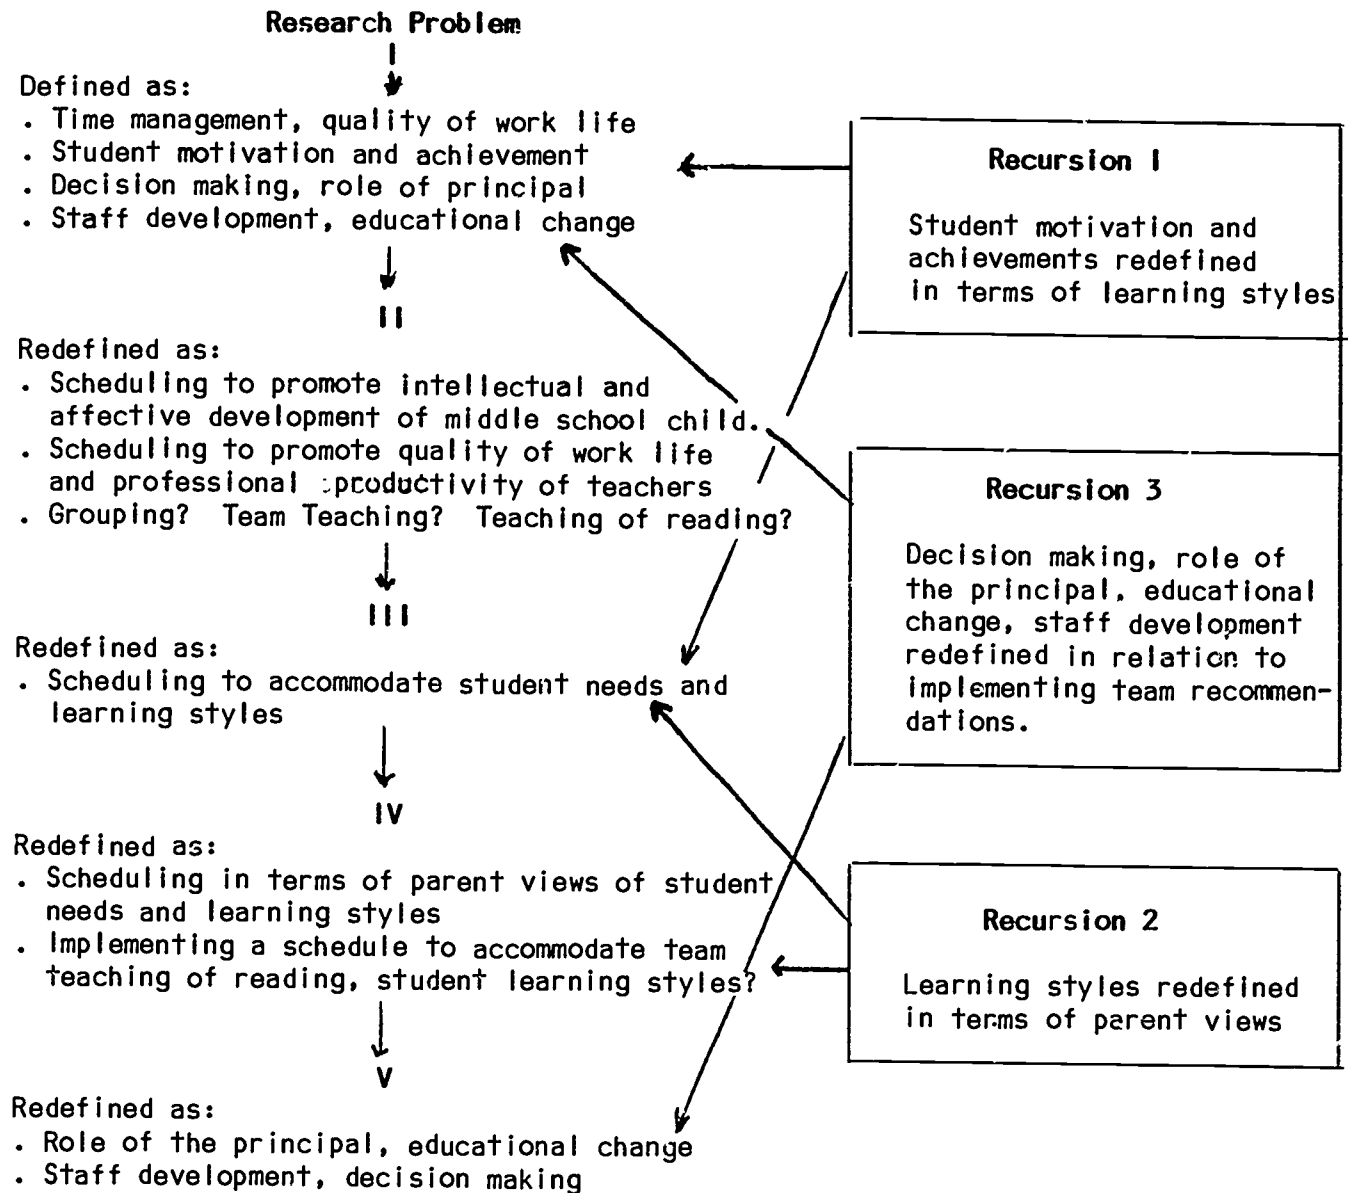 Research Problem
I
Defined as:
. Time management, quality of work life
. Student motivation and achievement
. Decision making, role of principal
. Staff development, educational change
II
Redefined as:
. Scheduling to promote intellectual and
affective development of middle school child.
. Scheduling to promote quality of work life
and professional productivity of teachers
. Grouping? Team Teaching? Teaching of reading?
III
Redefined as:
. Scheduling to accommodate student needs and
learning styles
IV
Redefined as:
. Scheduling in terms of parent views of student
needs and learning styles
. Implementing a schedule to accommodate team
teaching of reading, student learning styles?
V
Redefined as:
. Role of the principal, educational change
. Staff development, decision making
Recursion 1
Student motivation and
achievements redefined
in terms of learning styles
Recursion 3
Decision making, role of
the principal, educational
change, staff development
redefined in relation to
implementing team recommen-
dations.
Recursion 2
Learning styles redefined
in terms of parent views